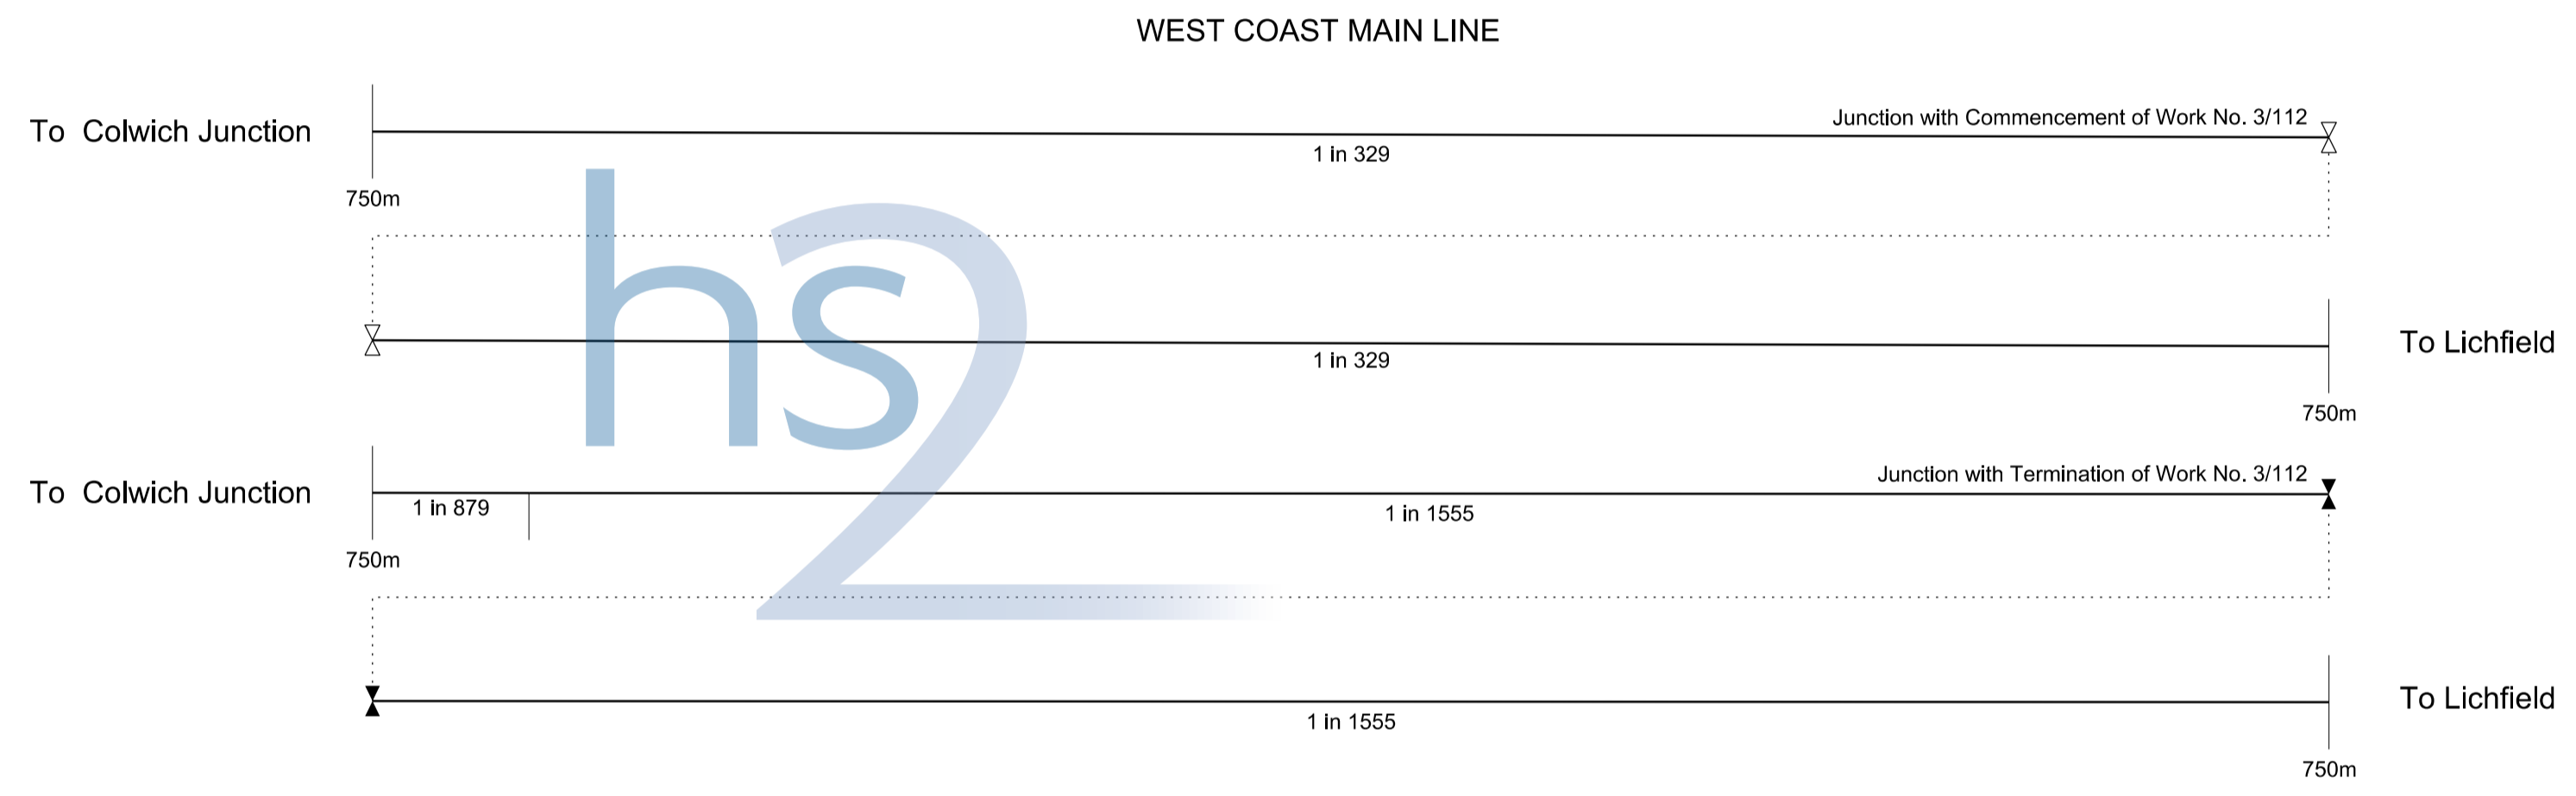 WEST COAST MAIN LINE
To Colwich Junction
Junction with Commencement of Work No. 3/112
1 in 329
750m
hs2
1 in 329
To Lichfield
750m
To Colwich Junction
Junction with Termination of Work No. 3/112
1 in 879
1 in 1555
750m
1 in 1555
To Lichfield
750m